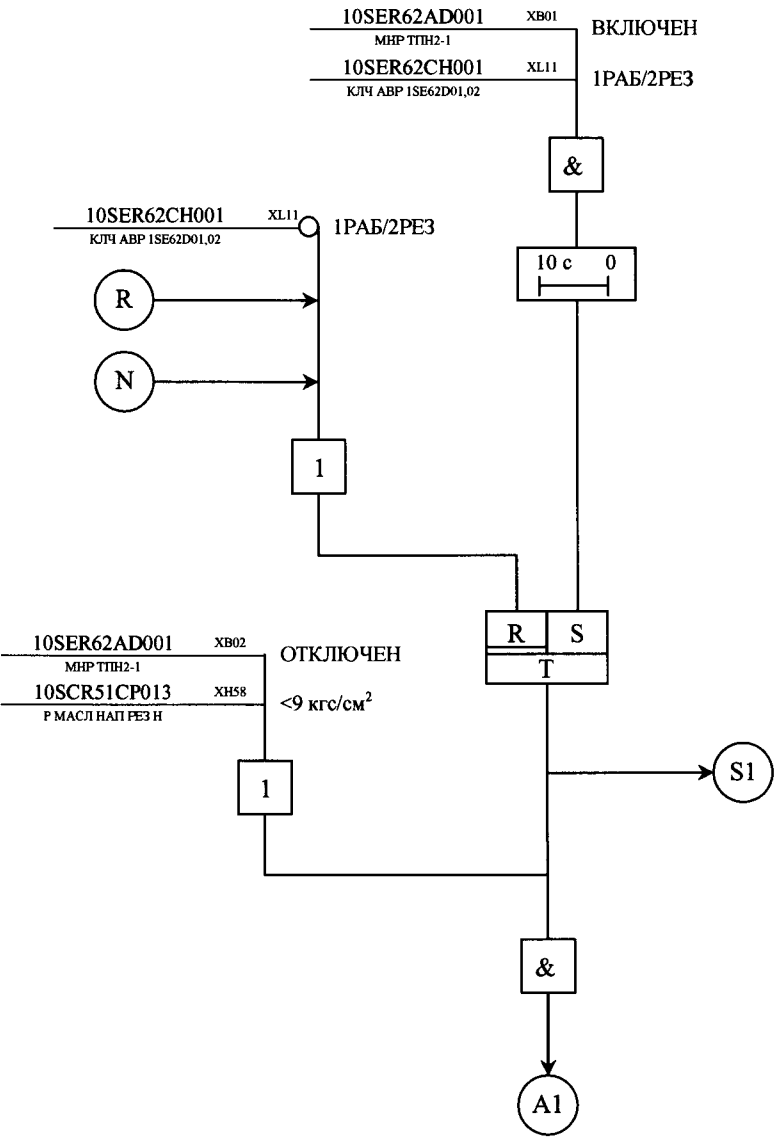 10SER62AD001 XB01 ВКЛЮЧЕН
МНР ТПН2-1
10SER62CH001 XL11 1РАБ/2РЕЗ
КЛЧ АВР 1SE62D01,02
&
10SER62CH001 XL11 1РАБ/2РЕЗ
КЛЧ АВР 1SE62D01,02
10 с 0
R
N
1
R S
T
10SER62AD001 XB02 ОТКЛЮЧЕН
МНР ТПН2-1
10SCR51CP013 XH58 <9 кгс/см²
Р МАСЛ НАП РЕЗ Н
S1
1
&
A1